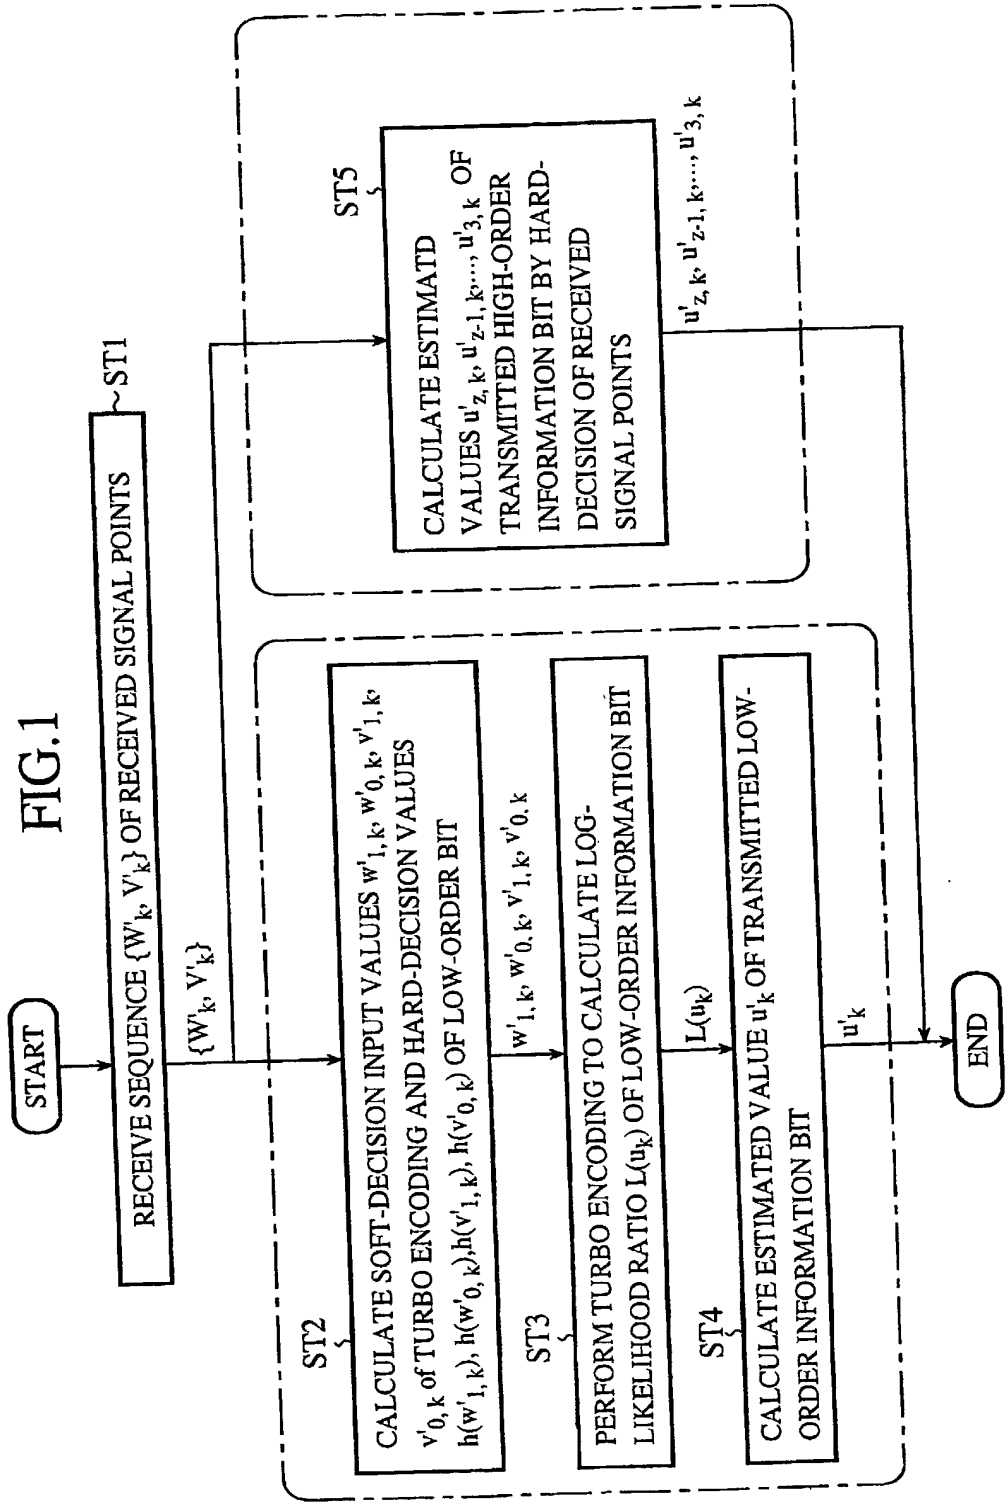 FIG.1
START
RECEIVE SEQUENCE {W'k, V'k} OF RECEIVED SIGNAL POINTS
ST1
{W'k, V'k}
ST2
CALCULATE SOFT-DECISION INPUT VALUES w'1, k, w'0, k, v'1, k,
v'0, k of TURBO ENCODING AND HARD-DECISION VALUES
h(w'1, k), h(w'0, k),h(v'1, k), h(v'0, k) OF LOW-ORDER BIT
w'1, k, w'0, k, v'1, k, v'0, k
ST3
PERFORM TURBO ENCODING TO CALCULATE LOG-
LIKELIHOOD RATIO L(uk) OF LOW-ORDER INFORMATION BIT
L(uk)
ST4
CALCULATE ESTIMATED VALUE u'k OF TRANSMITTED LOW-
ORDER INFORMATION BIT
u'k
ST5
CALCULATE ESTIMATD
VALUES u'z, k, u'z-1, k,..., u'3, k OF
TRANSMITTED HIGH-ORDER
INFORMATION BIT BY HARD-
DECISION OF RECEIVED
SIGNAL POINTS
u'z, k, u'z-1, k,..., u'3, k
END